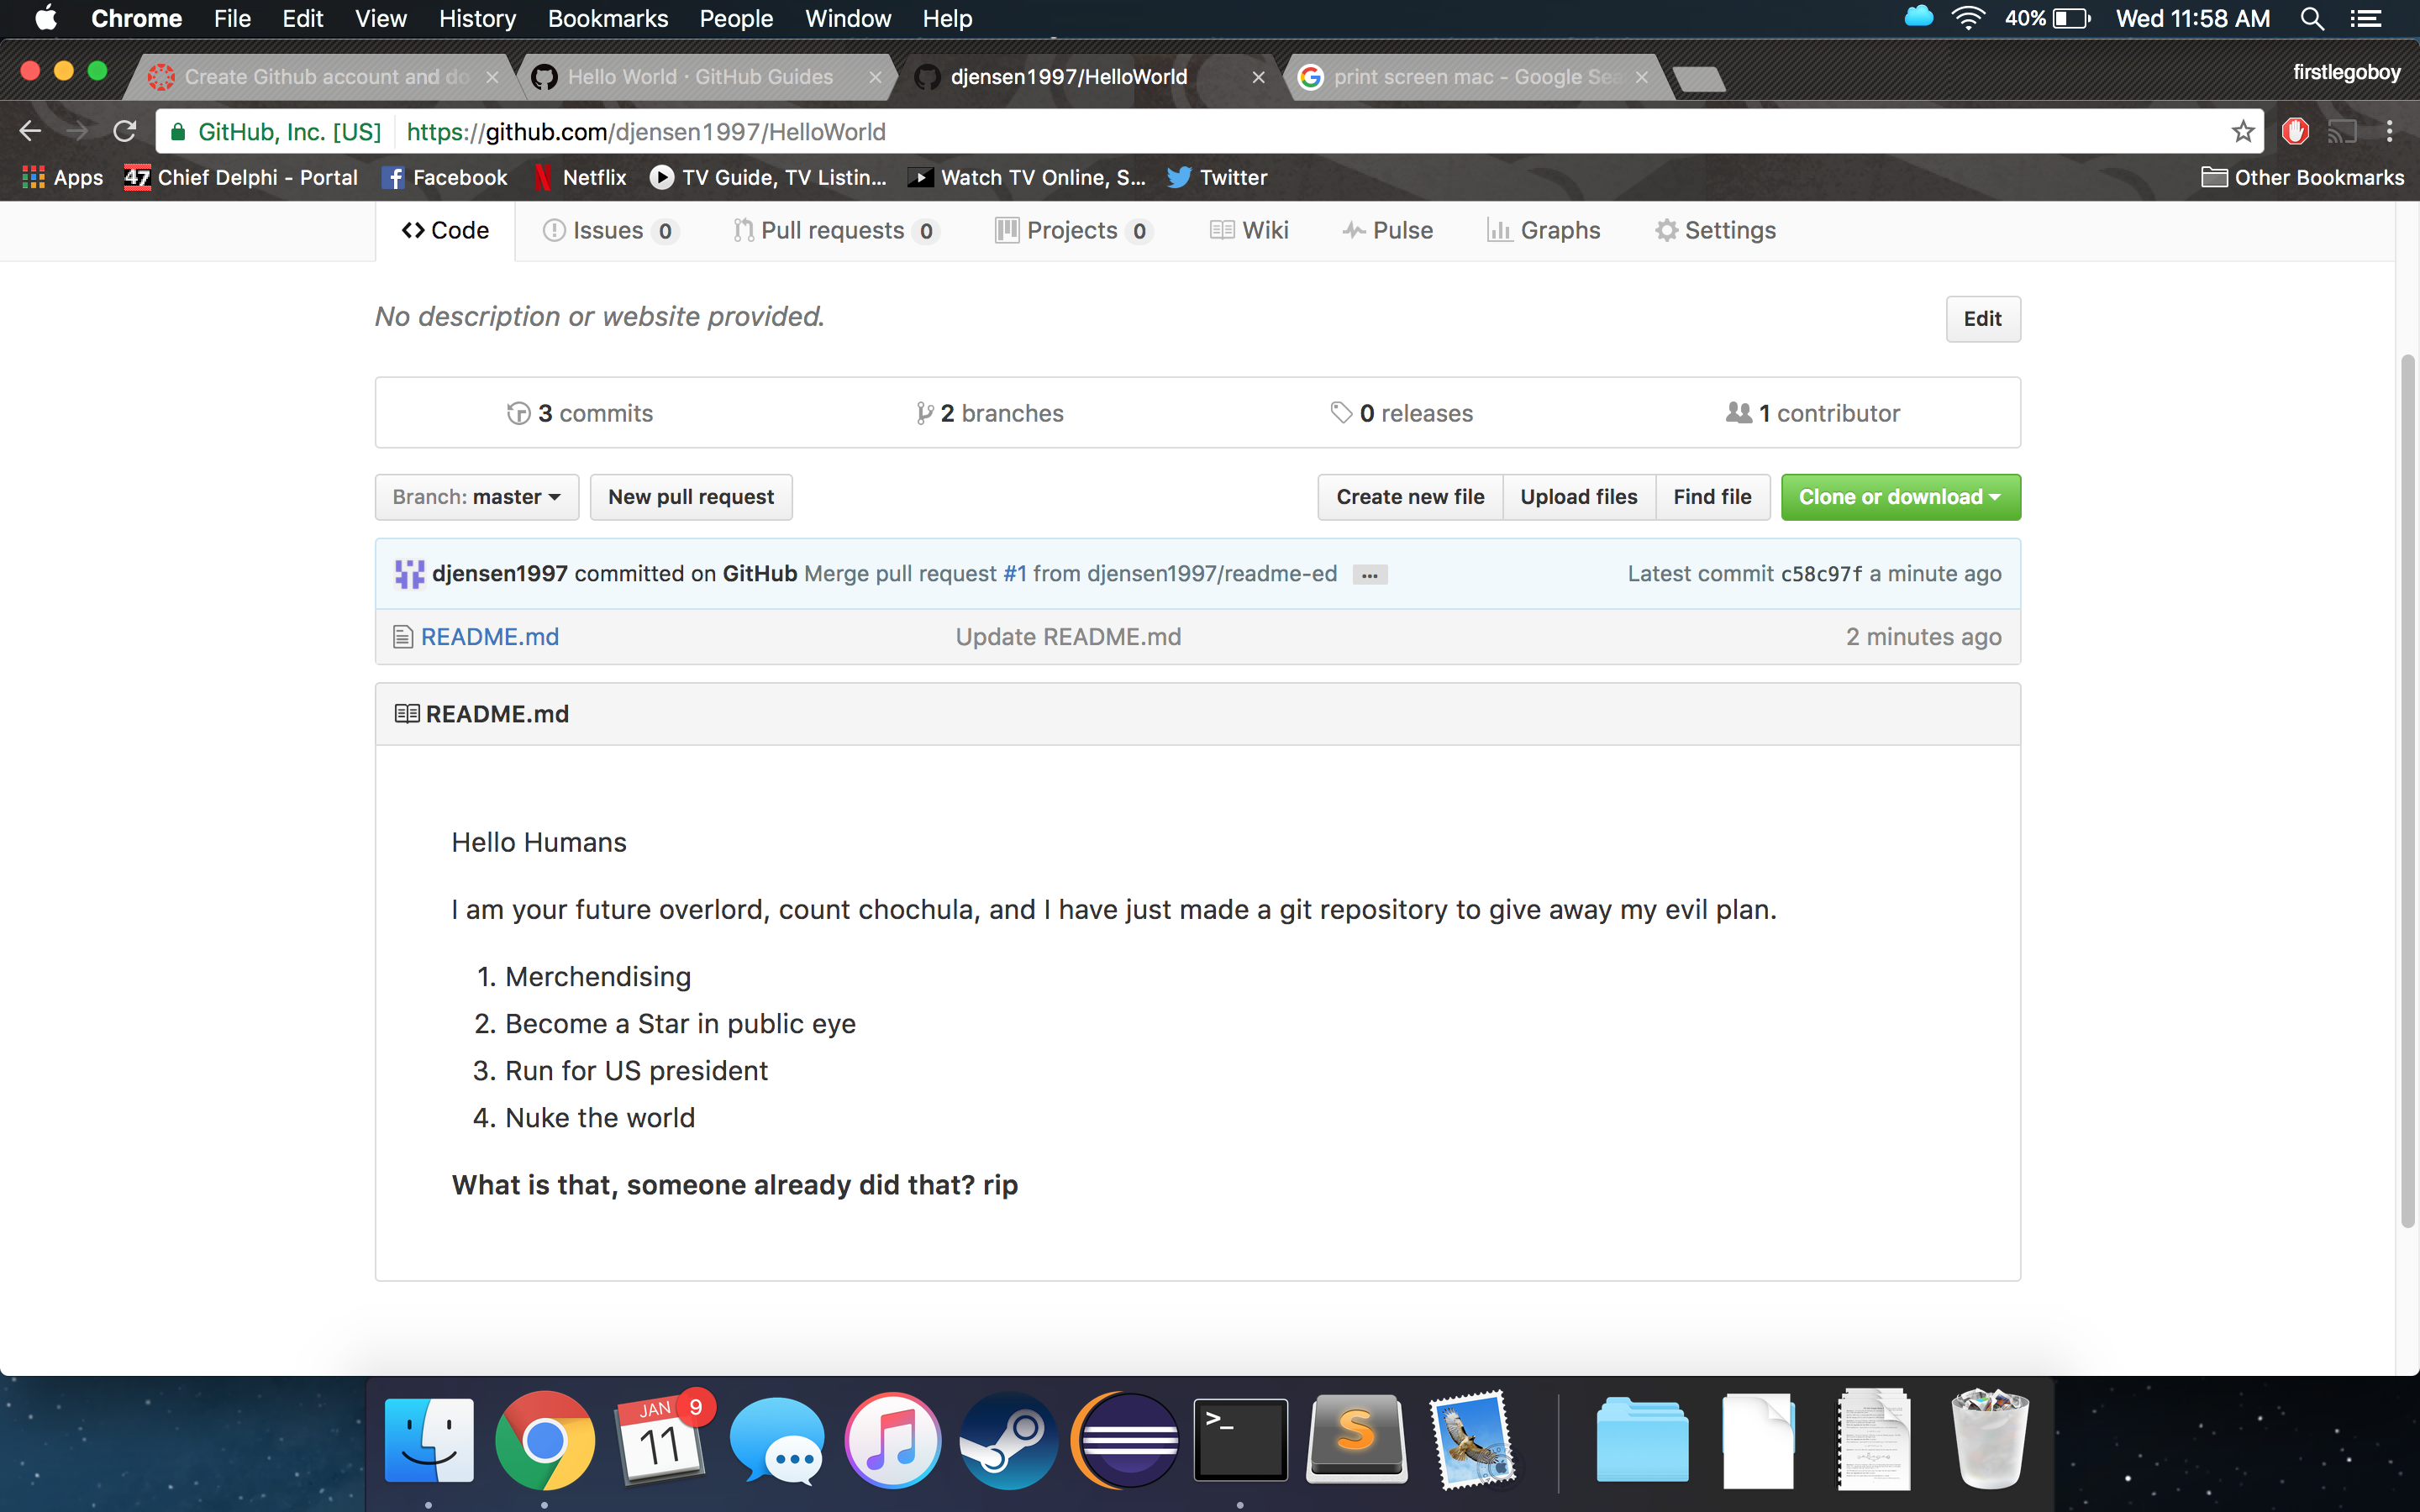 Chrome File Edit View History Bookmarks People Window Help 40% Wed 11:58 AM
Create Github account and do Hello World · GitHub Guides djensen1997/HelloWorld print screen mac - Google Sea firstlegoboy
GitHub, Inc. [US] https://github.com/djensen1997/HelloWorld
Apps 47 Chief Delphi - Portal Facebook Netflix TV Guide, TV Listin... Watch TV Online, S... Twitter Other Bookmarks
Code Issues 0 Pull requests 0 Projects 0 Wiki Pulse Graphs Settings
No description or website provided. Edit
3 commits 2 branches 0 releases 1 contributor
Branch: master New pull request Create new file Upload files Find file Clone or download
djensen1997 committed on GitHub Merge pull request #1 from djensen1997/readme-ed ... Latest commit c58c97f a minute ago
README.md Update README.md 2 minutes ago
README.md
Hello Humans
I am your future overlord, count chochula, and I have just made a git repository to give away my evil plan.
1. Merchendising
2. Become a Star in public eye
3. Run for US president
4. Nuke the world
What is that, someone already did that? rip
JAN 9
11
>_
S